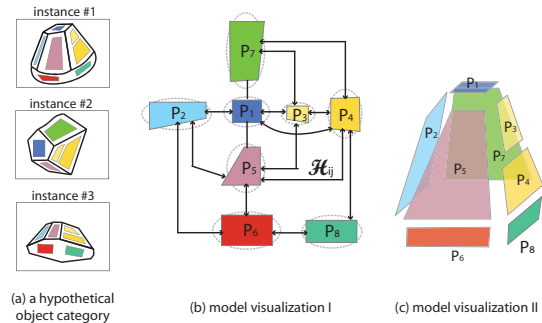 instance #1
instance #2
instance #3
(a) a hypothetical
object category
P7
P2
P1
P3
P4
P5
ℋij
P6
P8
(b) model visualization I
P1
P2
P3
P5
P7
P4
P6
P8
(c) model visualization II